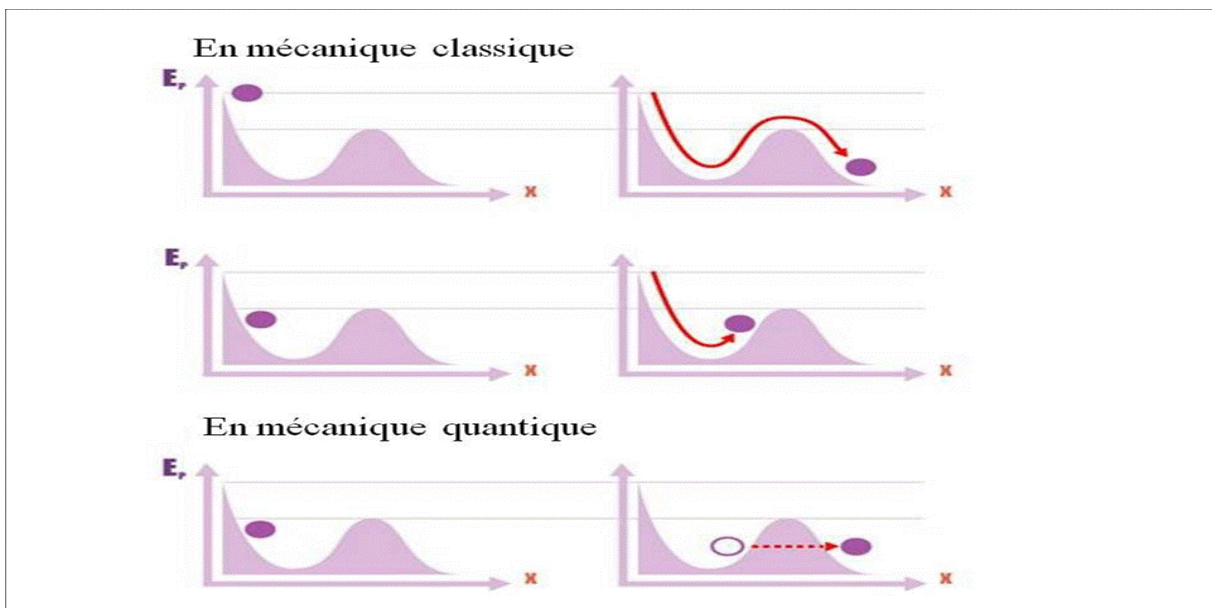 En mécanique classique
Eₚ
X
X
Eₚ
X
X
En mécanique quantique
Eₚ
X
X